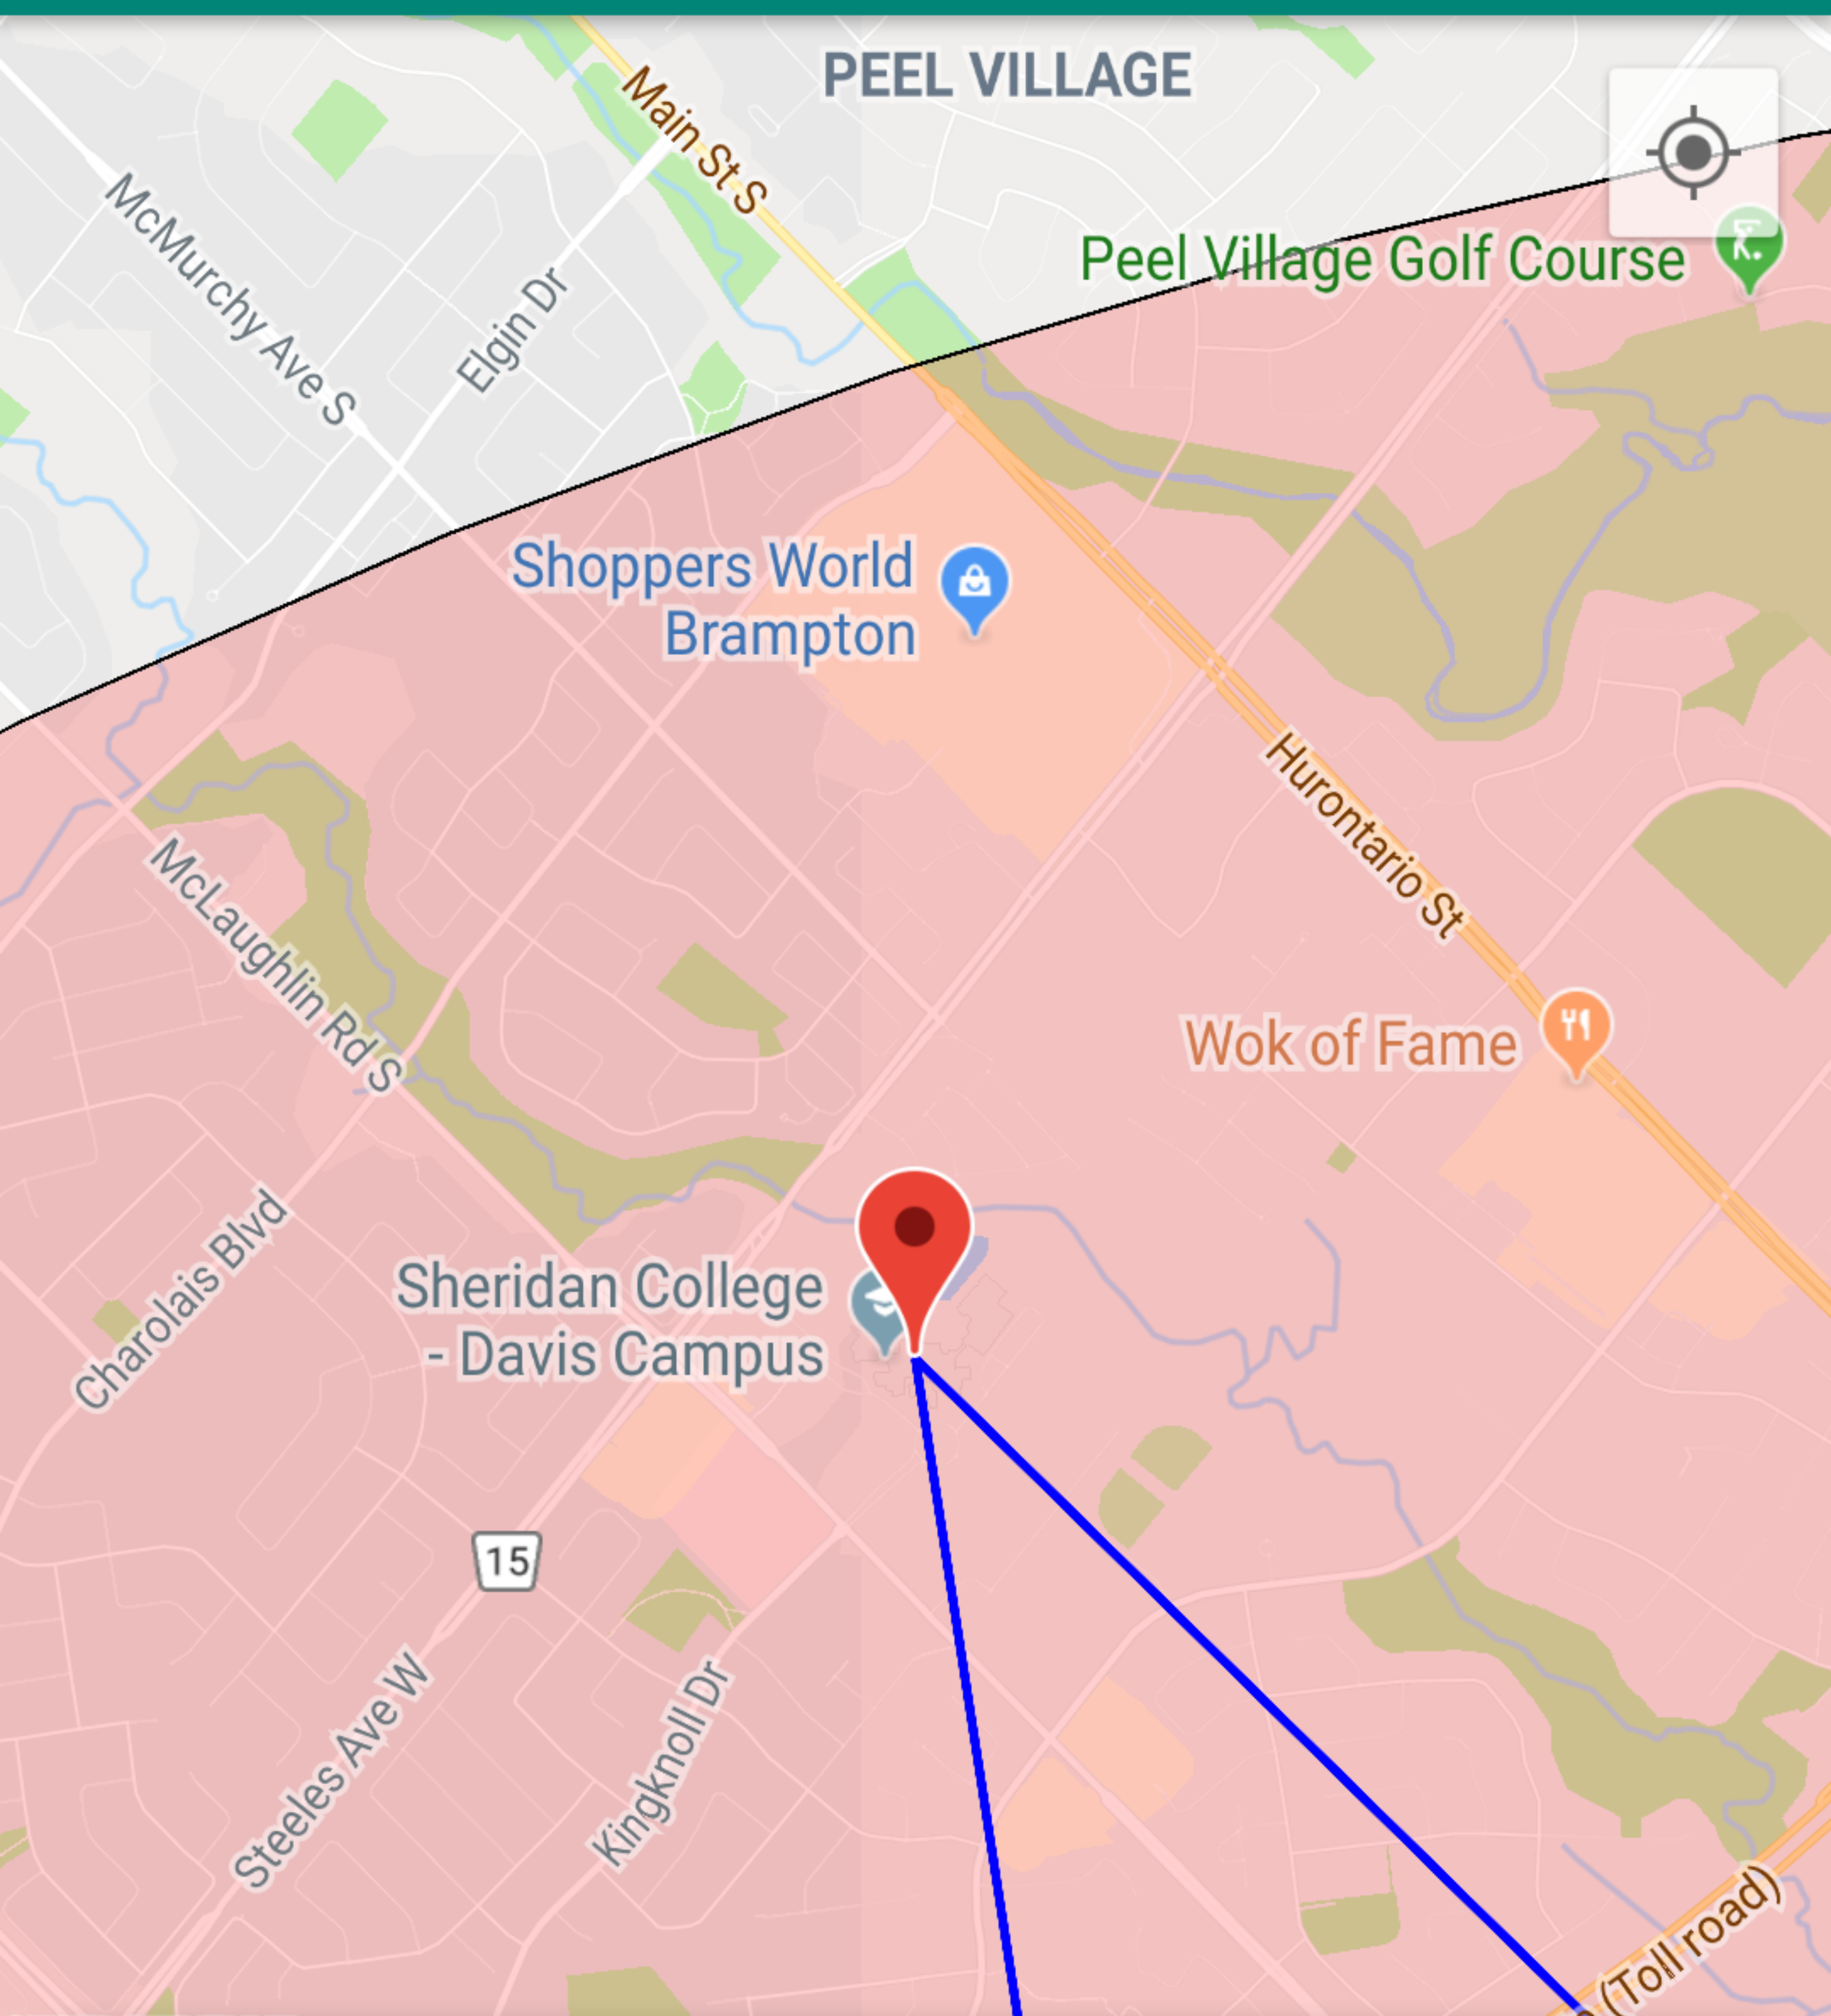 PEEL VILLAGE
Main St S
McMurchy Ave S
Elgin Dr
Peel Village Golf Course
Shoppers World
Brampton
Hurontario St
McLaughlin Rd S
Wok of Fame
Charolais Blvd
Sheridan College
- Davis Campus
15
Steeles Ave W
Kingknoll Dr
(Toll road)